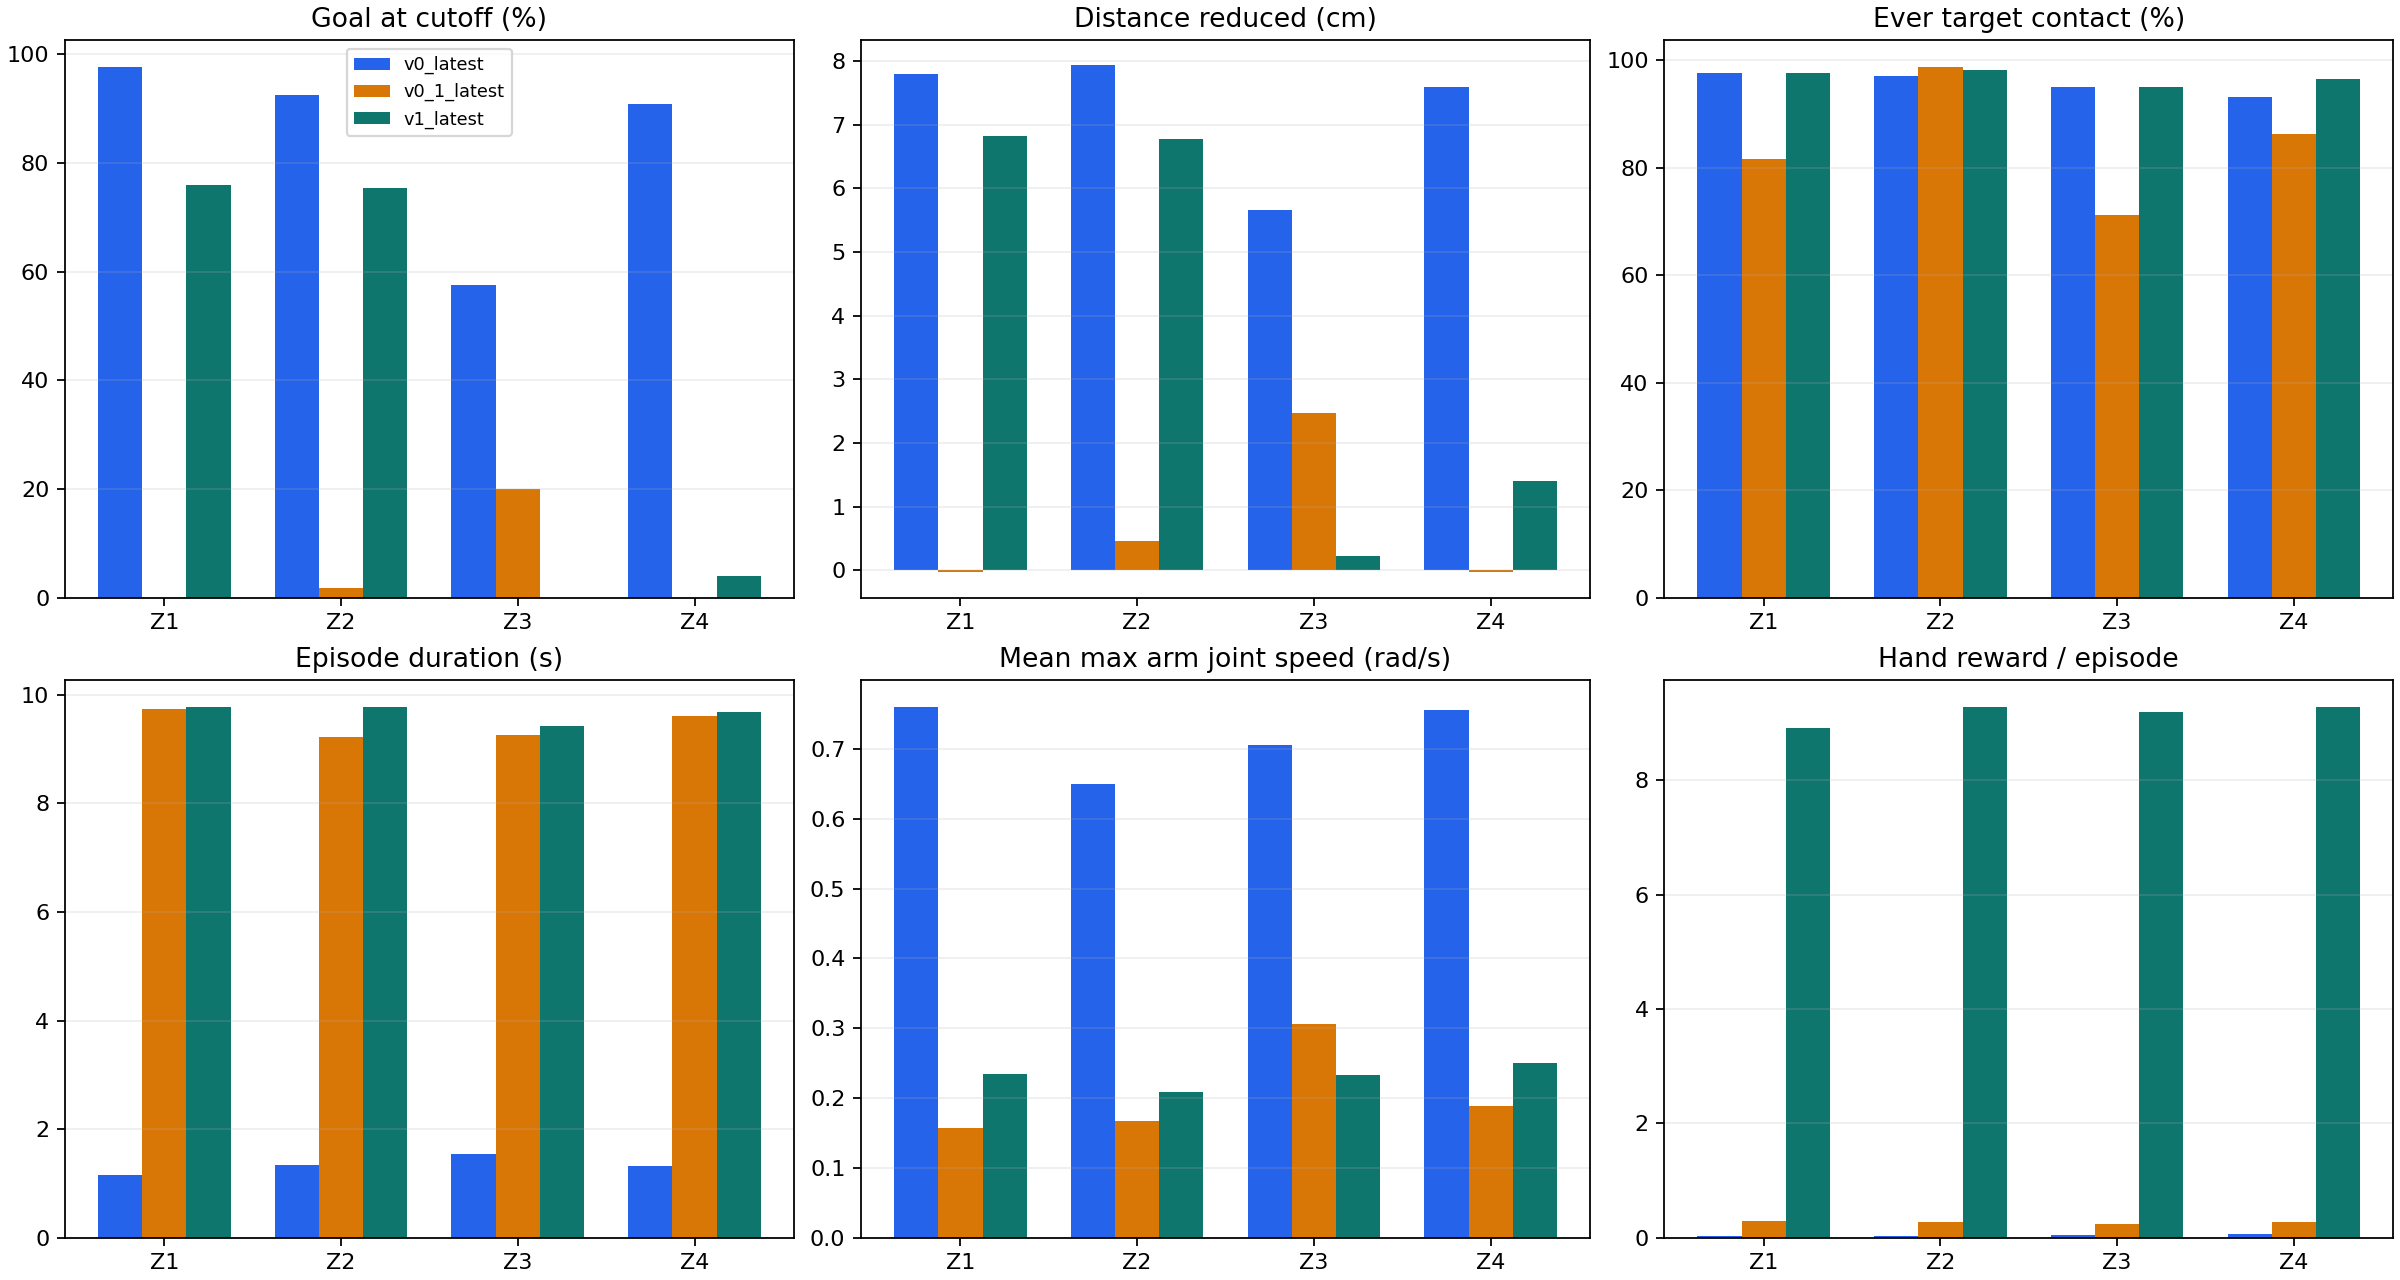 Goal at cutoff (%)
100
80
60
40
20
0
v0_latest
v0_1_latest
v1_latest
Z1 Z2 Z3 Z4
Distance reduced (cm)
8
7
6
5
4
3
2
1
0
Z1 Z2 Z3 Z4
Ever target contact (%)
100
80
60
40
20
0
Z1 Z2 Z3 Z4
Episode duration (s)
10
8
6
4
2
0
Z1 Z2 Z3 Z4
Mean max arm joint speed (rad/s)
0.7
0.6
0.5
0.4
0.3
0.2
0.1
0.0
Z1 Z2 Z3 Z4
Hand reward / episode
8
6
4
2
0
Z1 Z2 Z3 Z4